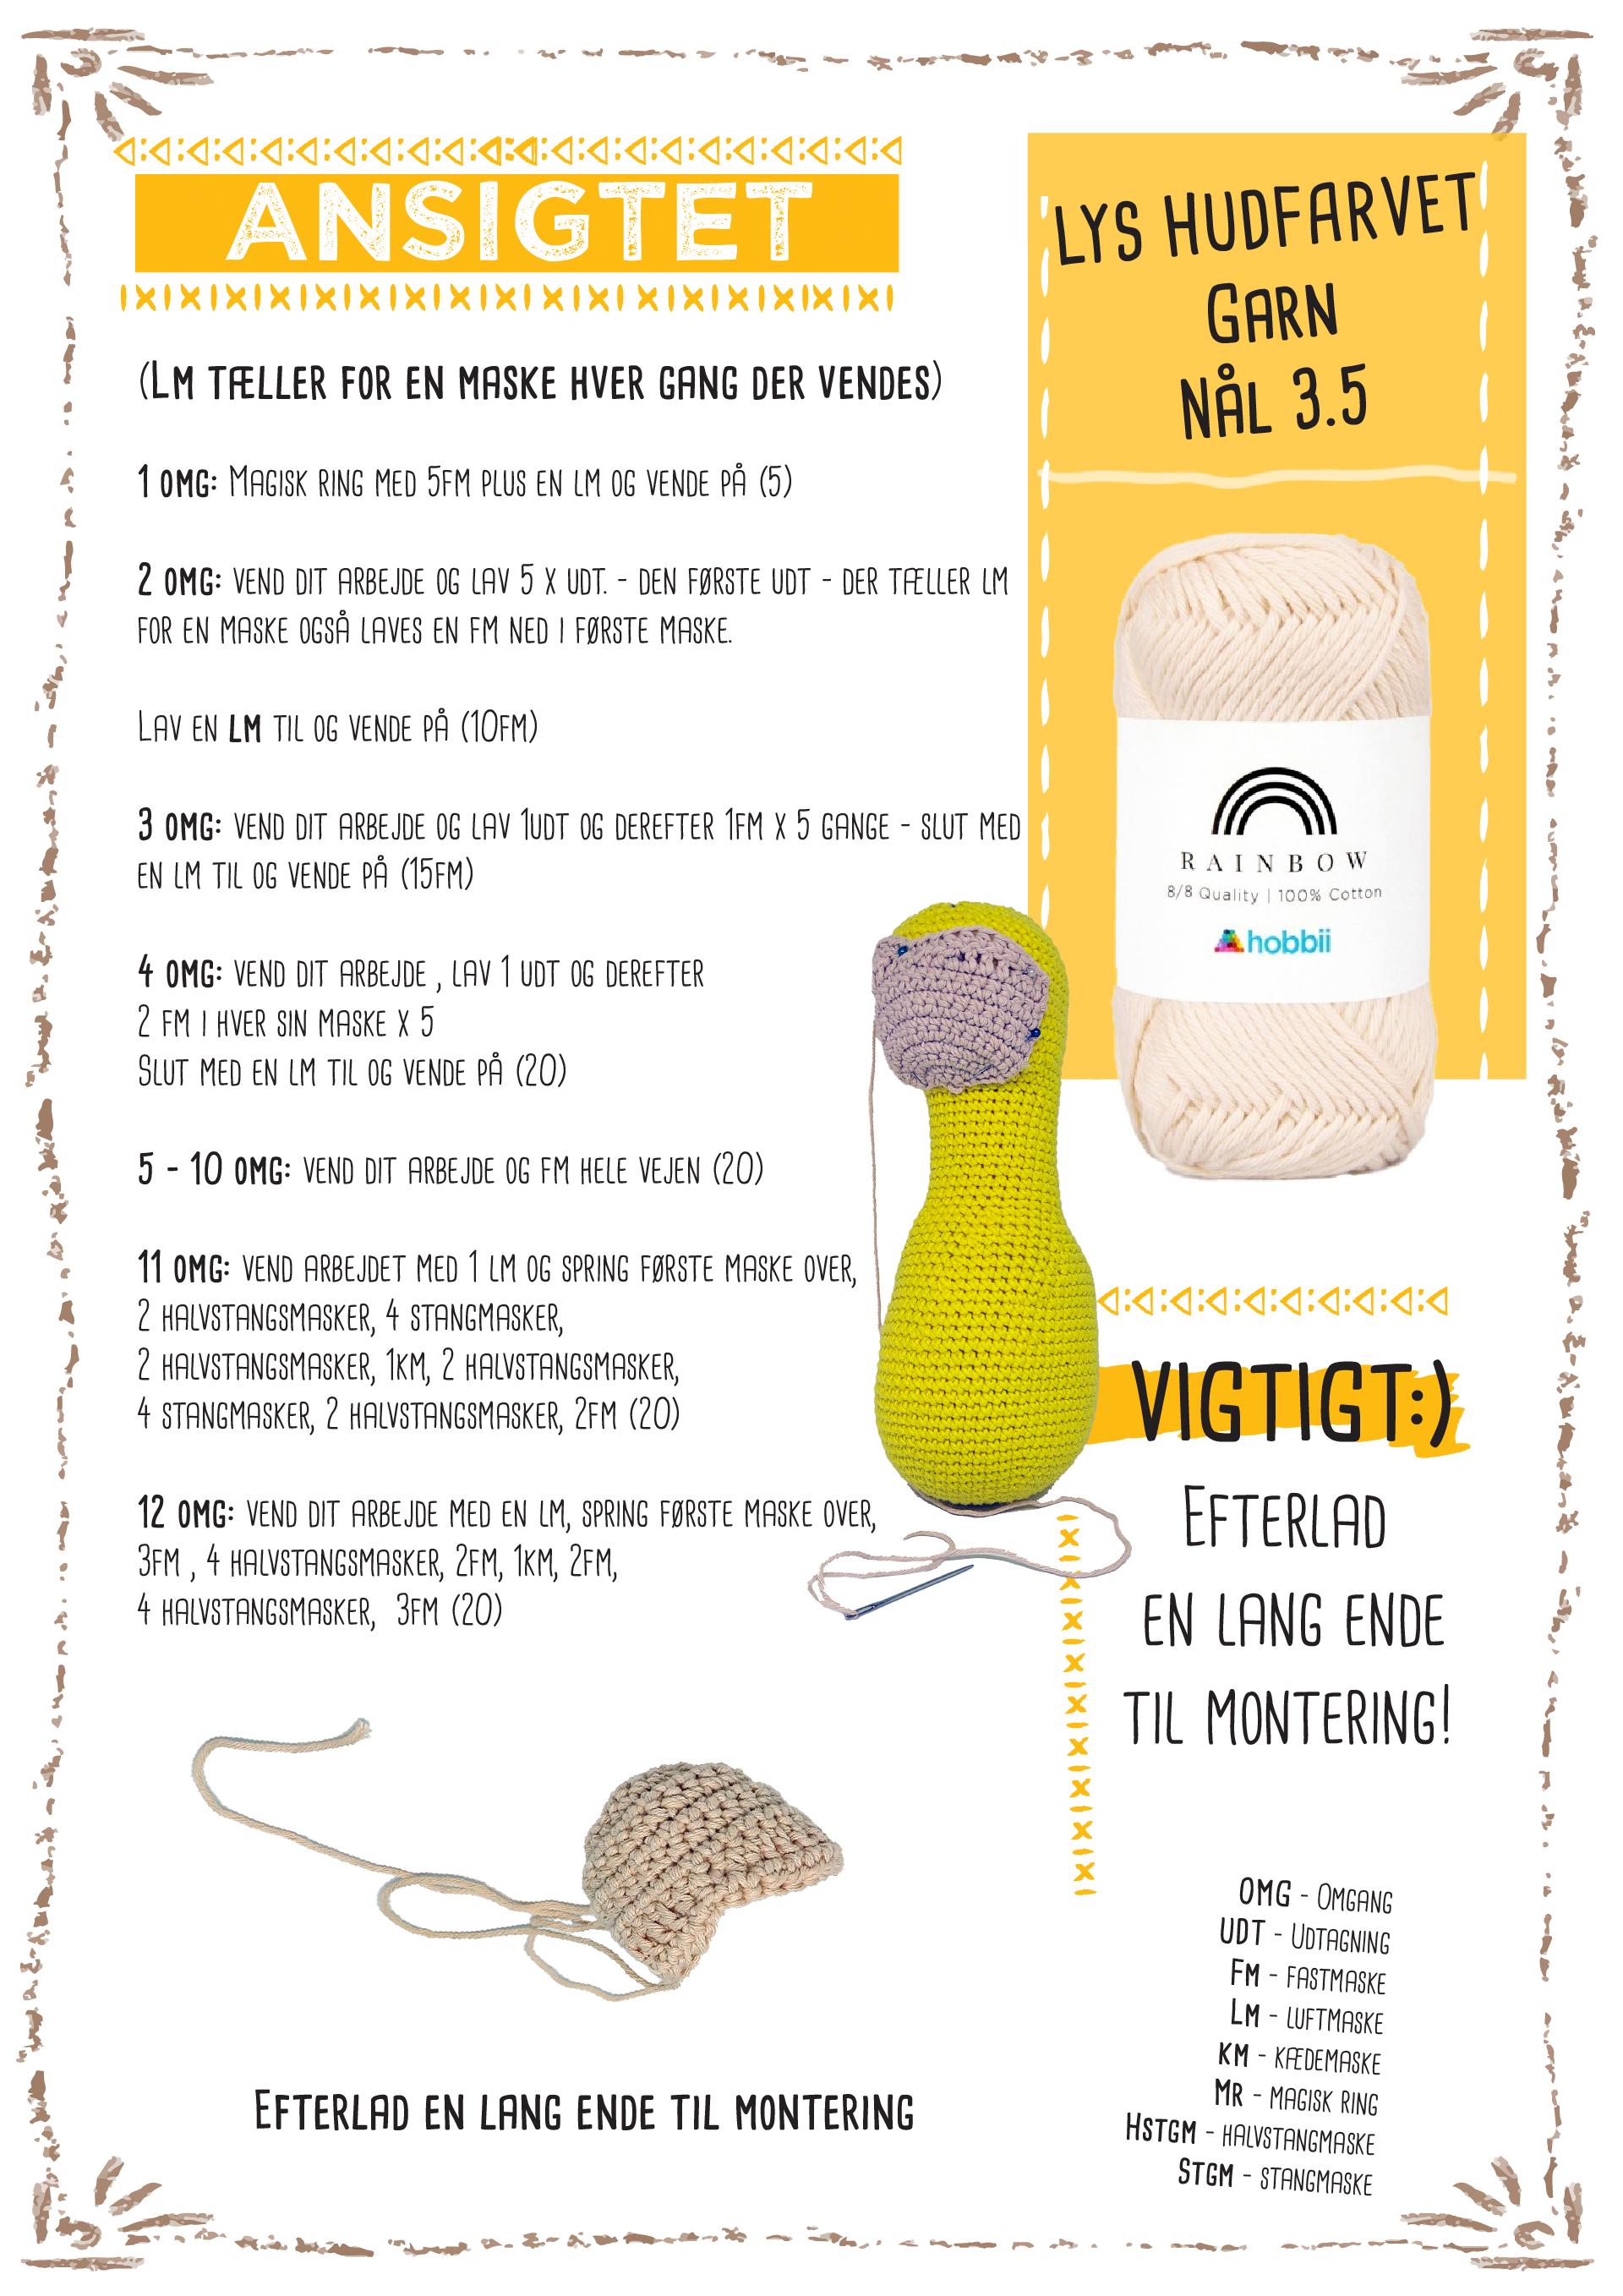 ANSIGTET
(Lm tæller for en maske hver gang der vendes)
1 omg: Magisk ring med 5fm plus en lm og vende på (5)
2 omg: vend dit arbejde og lav 5 x udt. - den første udt - der tæller lm
for en maske også laves en fm ned i første maske.
Lav en lm til og vende på (10fm)
3 omg: vend dit arbejde og lav 1udt og derefter 1fm x 5 gange - slut med
en lm til og vende på (15fm)
4 omg: vend dit arbejde , lav 1 udt og derefter
2 fm i hver sin maske x 5
Slut med en lm til og vende på (20)
5 - 10 omg: vend dit arbejde og fm hele vejen (20)
11 omg: vend arbejdet med 1 lm og spring første maske over,
2 halvstangsmasker, 4 stangmasker,
2 halvstangsmasker, 1km, 2 halvstangsmasker,
4 stangmasker, 2 halvstangsmasker, 2fm (20)
12 omg: vend dit arbejde med en lm, spring første maske over,
3fm , 4 halvstangsmasker, 2fm, 1km, 2fm,
4 halvstangsmasker, 3fm (20)
Efterlad en lang ende til montering
LYS HUDFARVET
GARN
NÅL 3.5
RAINBOW
8/8 Quality | 100% Cotton
hobbii
VIGTIGT:)
Efterlad
en lang ende
til montering!
OMG - Omgang
UDT - Udtagning
Fm - fastmaske
Lm - luftmaske
KM - kædemaske
Mr - magisk ring
Hstgm - halvstangmaske
Stgm - stangmaske